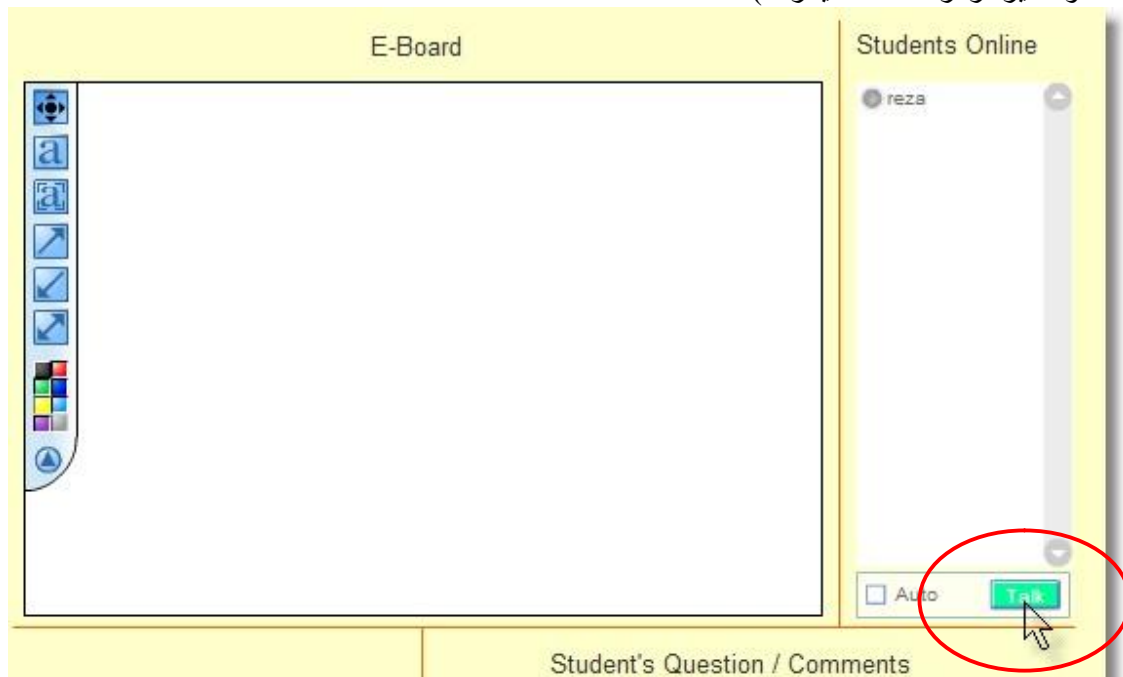 E-Board
Students Online
reza
a
a
Auto
Talk
Student's Question / Comments